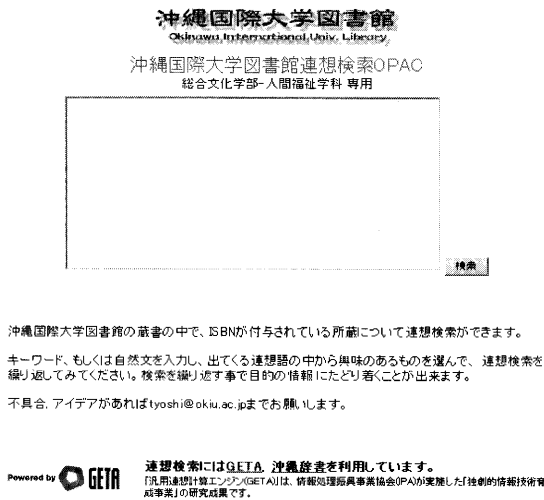 沖縄国際大学図書館
Okinawa International Univ. Library
沖縄国際大学図書館連想検索OPAC
総合文化学部-人間福祉学科 専用
検索
沖縄国際大学図書館の蔵書の中で、ISBNが付与されている所蔵について連想検索ができます。
キーワード、もしくは自然文を入力し、出てくる連想語の中から興味のあるものを選んで、 連想検索を
繰り返してみてください。検索を繰り返す事で目的の情報にたどり着くことが出来ます。
不具合、アイデアがあればtyoshi@okiu.ac.jpまでお願いします。
Powered by GETA
連想検索にはGETA、沖縄辞書を利用しています。
「汎用連想計算エンジン(GETA)」は、情報処理振興事業協会(IPA)が実施した「独創的情報技術育
成事業」の研究成果です。